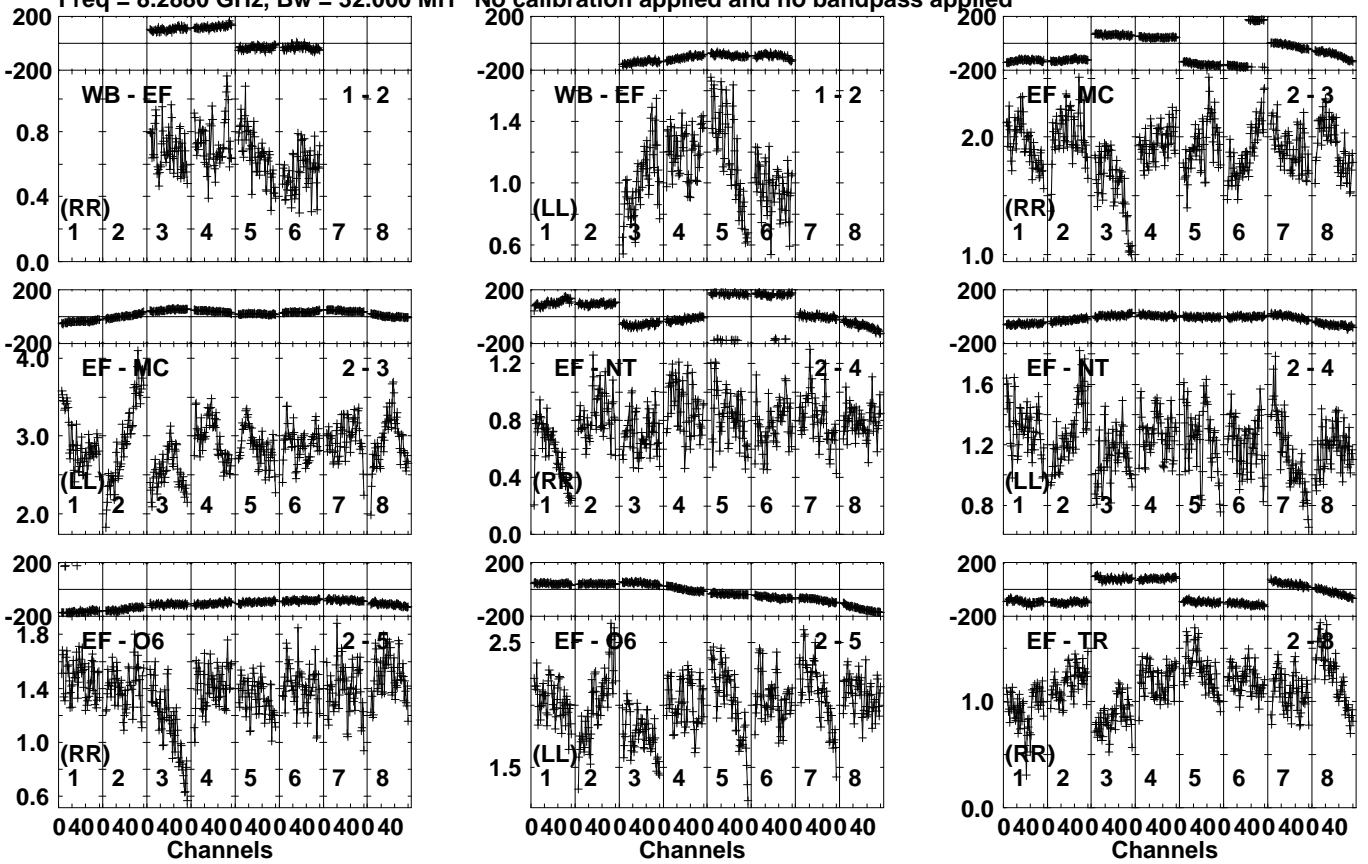 Freq = 8.2880 GHz, Bw = 32.000 MH No calibration applied and no bandpass applied
200 200 200
-200 -200 -200
WB - EF 1 - 2 WB - EF 1 - 2 EF - MC 2 - 3
0.8 1.4 2.0
0.4 1.0
(RR) (LL) (RR)
1 2 3 4 5 6 7 8 1 2 3 4 5 6 7 8 1 2 3 4 5 6 7 8
0.0 0.6 1.0
200 200 200
-200 -200 -200
4.0 EF - MC 2 - 3 1.2 EF - NT 2 - 4 EF - NT 2 - 4
1.6
3.0 0.8 1.2
0.4
(LL) (RR) (LL)
1 2 3 4 5 6 7 8 1 2 3 4 5 6 7 8 1 2 3 4 5 6 7 8
2.0 0.0 0.8
200 200 200
-200 -200 -200
1.8 EF - O6 2 - 5 2.5 EF - O6 2 - 5 EF - TR 2 - 8
1.4 1.0
1.0
(RR) (LL) (RR)
1 2 3 4 5 6 7 8 1.5 1 2 3 4 5 6 7 8 1 2 3 4 5 6 7 8
0.6 0.0
0 40 0 40 0 40 0 40 0 40 0 40 0 40 0 40 0 40 0 40 0 40 0 40 0 40 0 40 0 40 0 40 0 40 0 40 0 40 0 40 0 40 0 40 0 40 0 40
Channels Channels Channels